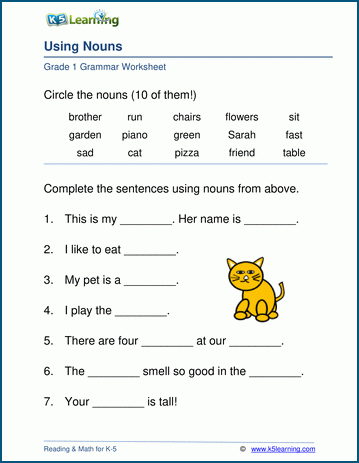 K5 Learning
Using Nouns
Grade 1 Grammar Worksheet
Circle the nouns (10 of them!)
brother run chairs flowers sit
garden piano green Sarah fast
sad cat pizza friend table
Complete the sentences using nouns from above.
1. This is my ________. Her name is ________.
2. I like to eat ________.
3. My pet is a ________.
4. I play the ________.
5. There are four ________ at our ________.
6. The ________ smell so good in the ________.
7. Your ________ is tall!
Reading & Math for K-5 © www.k5learning.com